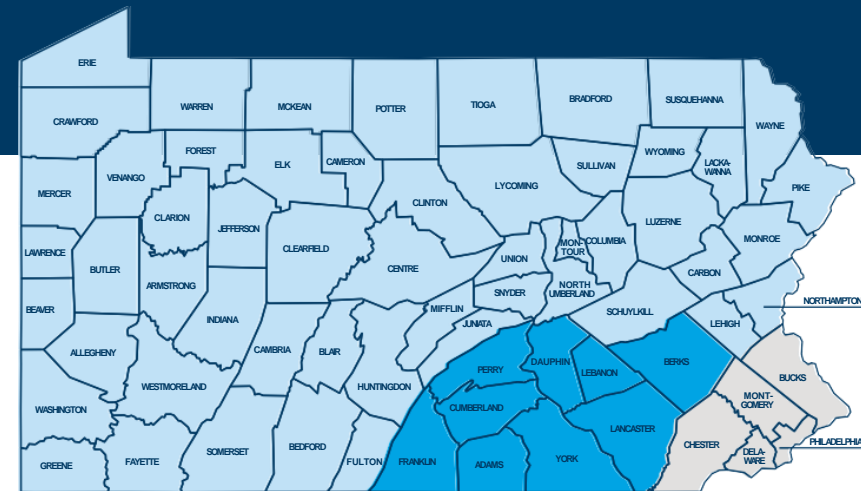 ERIE
CRAWFORD
WARREN
MCKEAN
POTTER
TIOGA
BRADFORD
SUSQUEHANNA
WAYNE
FOREST
ELK
CAMERON
SULLIVAN
WYOMING
LACKA-
WANNA
PIKE
MERCER
VENANGO
CLARION
JEFFERSON
CLINTON
LYCOMING
LUZERNE
MONROE
LAWRENCE
BUTLER
ARMSTRONG
CLEARFIELD
CENTRE
UNION
MON-
TOUR
COLUMBIA
CARBON
BEAVER
INDIANA
MIFFLIN
SNYDER
NORTH
UMBERLAND
SCHUYLKILL
LEHIGH
NORTHAMPTON
ALLEGHENY
WESTMORELAND
CAMBRIA
BLAIR
HUNTINGDON
JUNIATA
PERRY
DAUPHIN
LEBANON
BERKS
BUCKS
MONT-
GOMERY
WASHINGTON
CUMBERLAND
LANCASTER
CHESTER
DELA-
WARE
PHILADELPHIA
GREENE
FAYETTE
SOMERSET
BEDFORD
FULTON
FRANKLIN
ADAMS
YORK